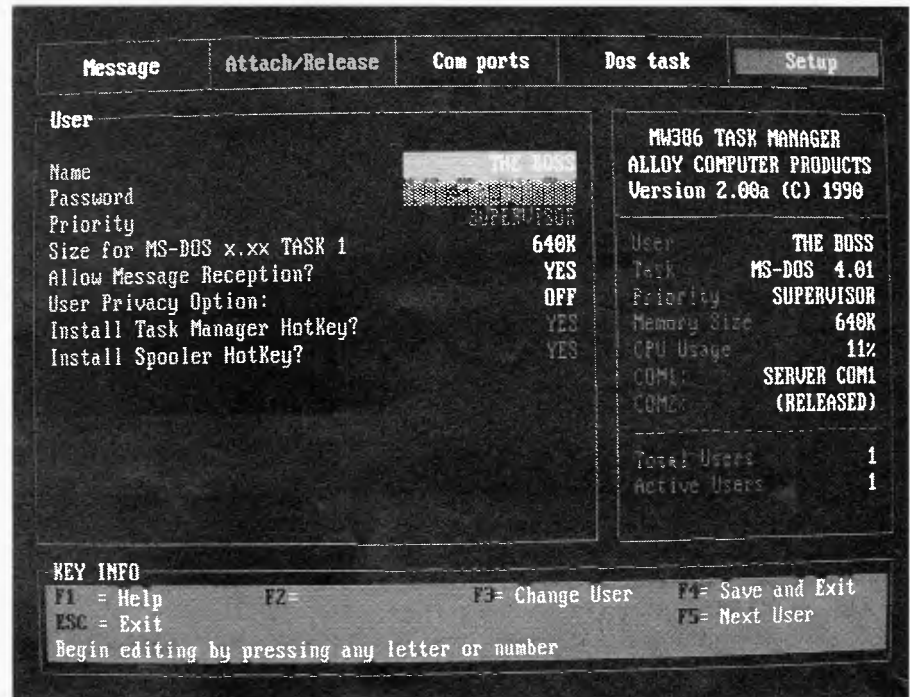 Message Attach/Release Com ports Dos task Setup
User
Name THE BOSS
Password
Priority SUPERVISOR
Size for MS-DOS x.xx TASK 1 640K
Allow Message Reception? YES
User Privacy Option: OFF
Install Task Manager HotKey? YES
Install Spooler HotKey? YES
MW386 TASK MANAGER
ALLOY COMPUTER PRODUCTS
Version 2.00a (C) 1990
User THE BOSS
Task MS-DOS 4.01
Priority SUPERVISOR
Memory Size 640K
CPU Usage 11%
COM1: SERVER COM1
COM2: (RELEASED)
Total Users 1
Active Users 1
KEY INFO
F1 = Help F2= F3= Change User F4= Save and Exit
ESC = Exit F5= Next User
Begin editing by pressing any letter or number